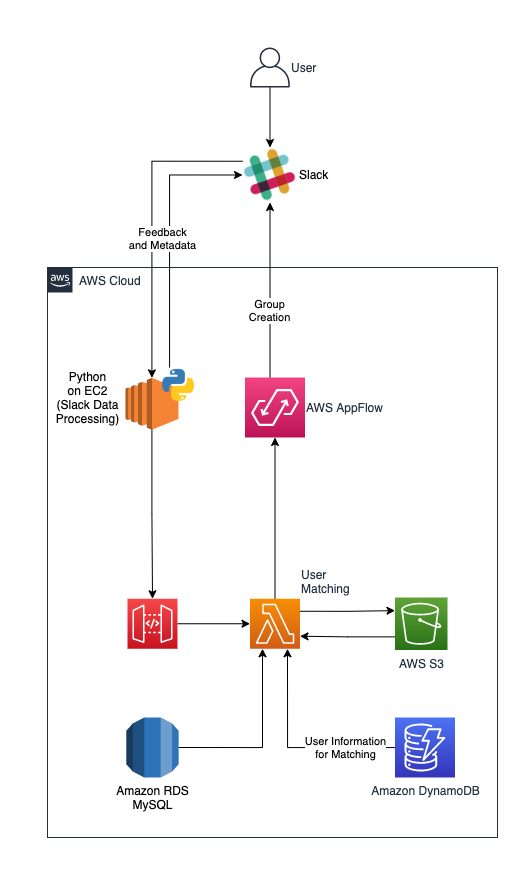 User
Slack
Feedback
and Metadata
aws
AWS Cloud
Group
Creation
Python
on EC2
(Slack Data
Processing)
AWS AppFlow
User
Matching
</>
AWS S3
User Information
for Matching
Amazon RDS
MySQL
Amazon DynamoDB